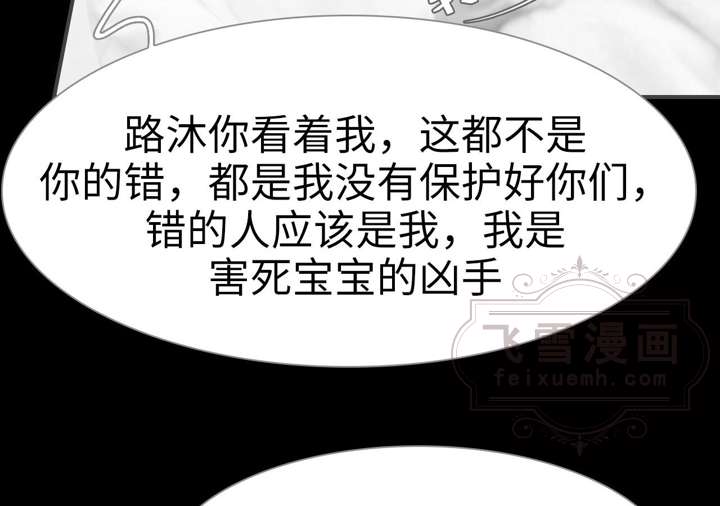 路沐你看着我，这都不是
你的错，都是我没有保护好你们，
错的人应该是我，我是
害死宝宝的凶手
飞雪漫画
feixuemh.com